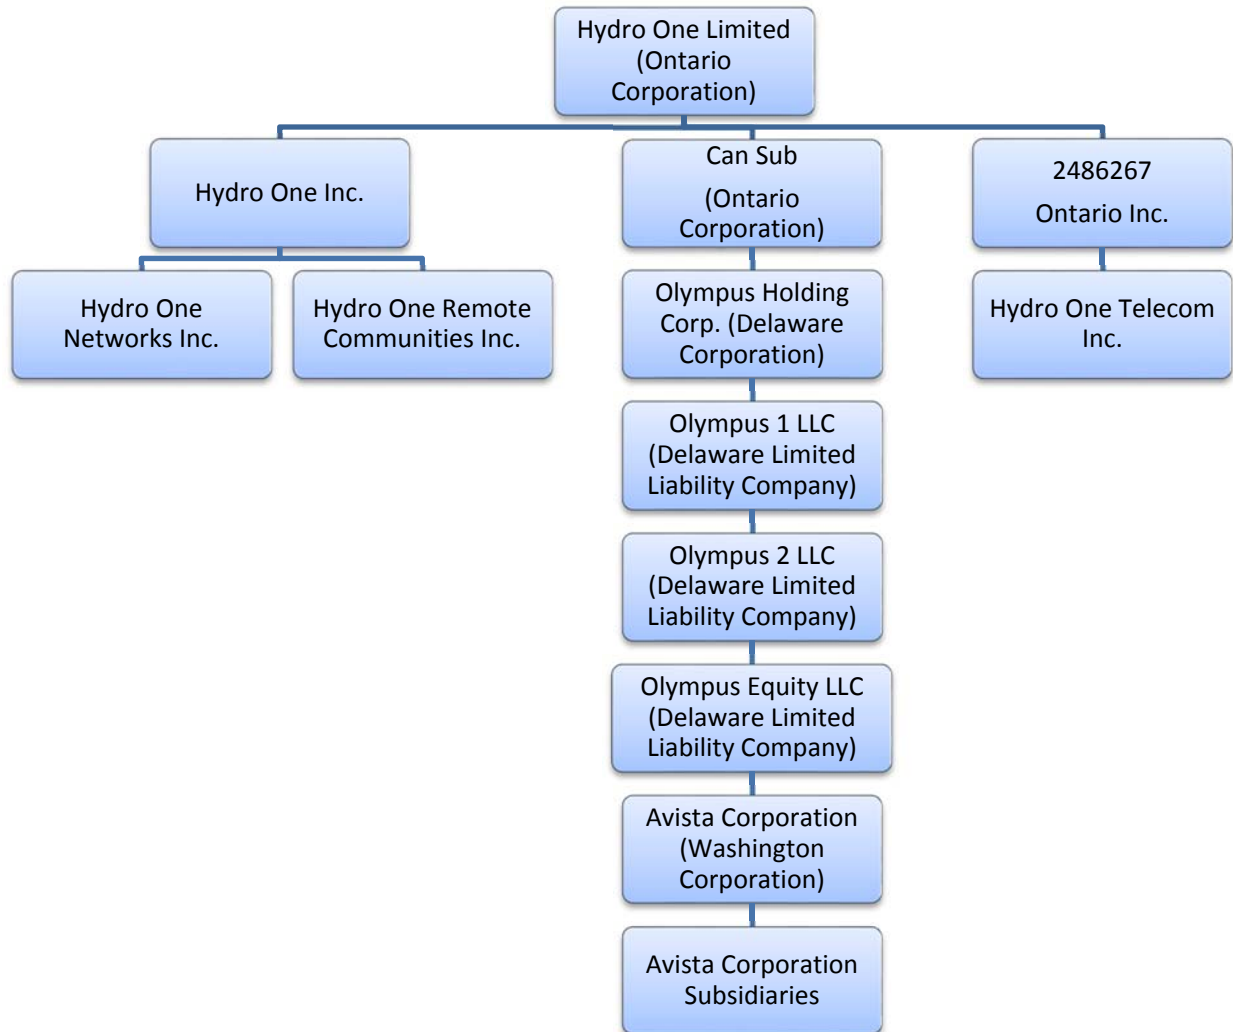 Hydro One Limited
(Ontario
Corporation)
Hydro One Inc.
Can Sub
(Ontario
Corporation)
2486267
Ontario Inc.
Hydro One
Networks Inc.
Hydro One Remote
Communities Inc.
Olympus Holding
Corp. (Delaware
Corporation)
Hydro One Telecom
Inc.
Olympus 1 LLC
(Delaware Limited
Liability Company)
Olympus 2 LLC
(Delaware Limited
Liability Company)
Olympus Equity LLC
(Delaware Limited
Liability Company)
Avista Corporation
(Washington
Corporation)
Avista Corporation
Subsidiaries